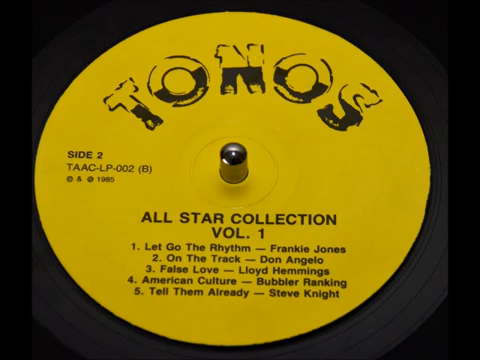 TONOS
SIDE 2
TAAC-LP-002 (B)
© & ℗ 1985
ALL STAR COLLECTION
VOL. 1
1. Let Go The Rhythm — Frankie Jones
2. On The Track — Don Angelo
3. False Love — Lloyd Hemmings
4. American Culture — Bubbler Ranking
5. Tell Them Already — Steve Knight